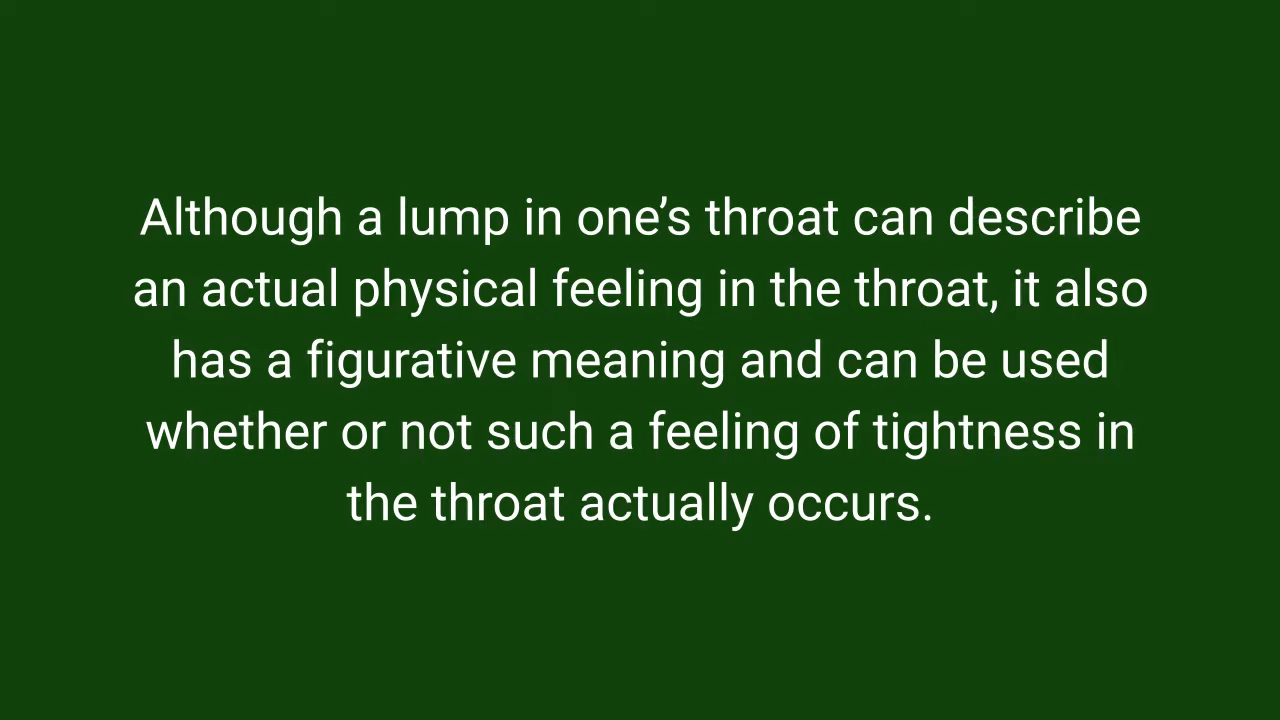 Although a lump in one’s throat can describe
an actual physical feeling in the throat, it also
has a figurative meaning and can be used
whether or not such a feeling of tightness in
the throat actually occurs.